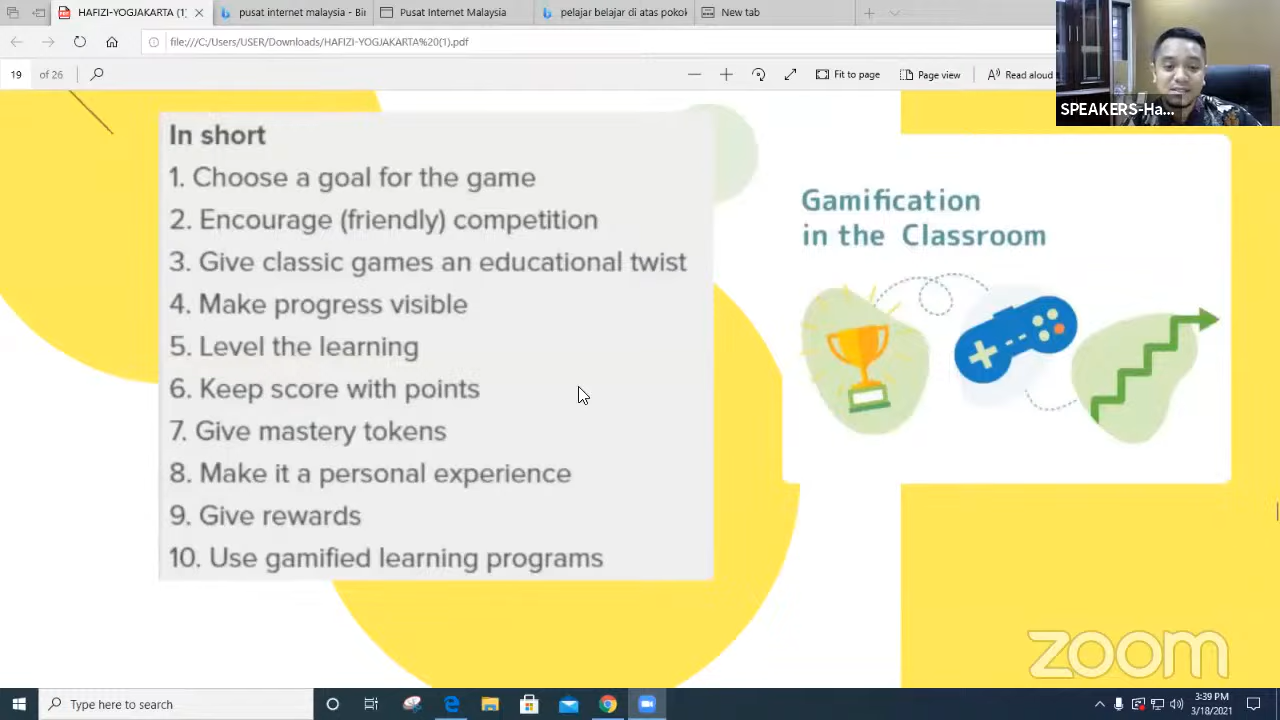 HAFIZI-YOGJAKARTA (1).
pusat internet malaysia - Bi
Pusat Internet Malaysia
pelajar belajar di atas pokol
New tab
file:///C:/Users/USER/Downloads/HAFIZI-YOGJAKARTA%20(1).pdf
19 of 26
Fit to page
Page view
Read aloud
SPEAKERS-Ha...
In short
1. Choose a goal for the game
2. Encourage (friendly) competition
3. Give classic games an educational twist
4. Make progress visible
5. Level the learning
6. Keep score with points
7. Give mastery tokens
8. Make it a personal experience
9. Give rewards
10. Use gamified learning programs
Gamification
in the Classroom
zoom
Type here to search
3:39 PM
3/18/2021